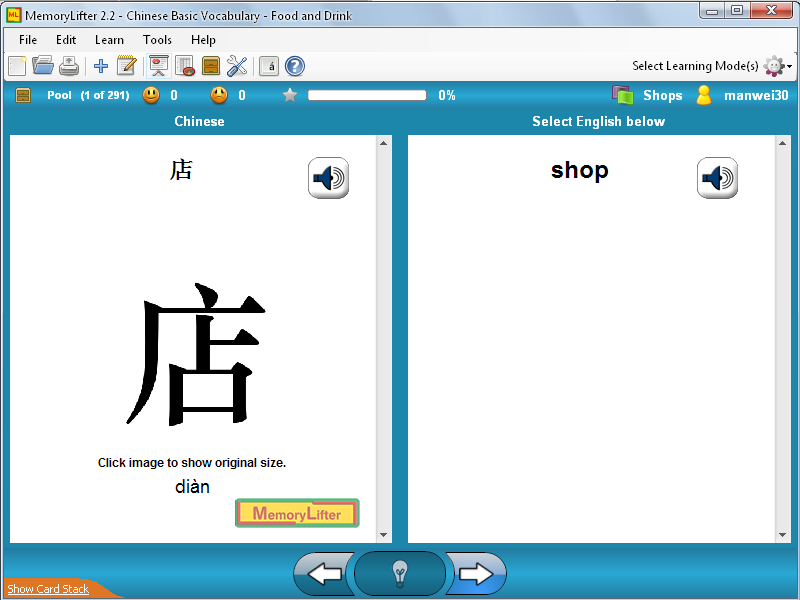 MemoryLifter 2.2 - Chinese Basic Vocabulary - Food and Drink
File Edit Learn Tools Help
á ? Select Learning Mode(s)
Pool (1 of 291) 0 0 0% Shops manwei30
Chinese
Select English below
店
shop
店
Click image to show original size.
diàn
MemoryLifter
Show Card Stack